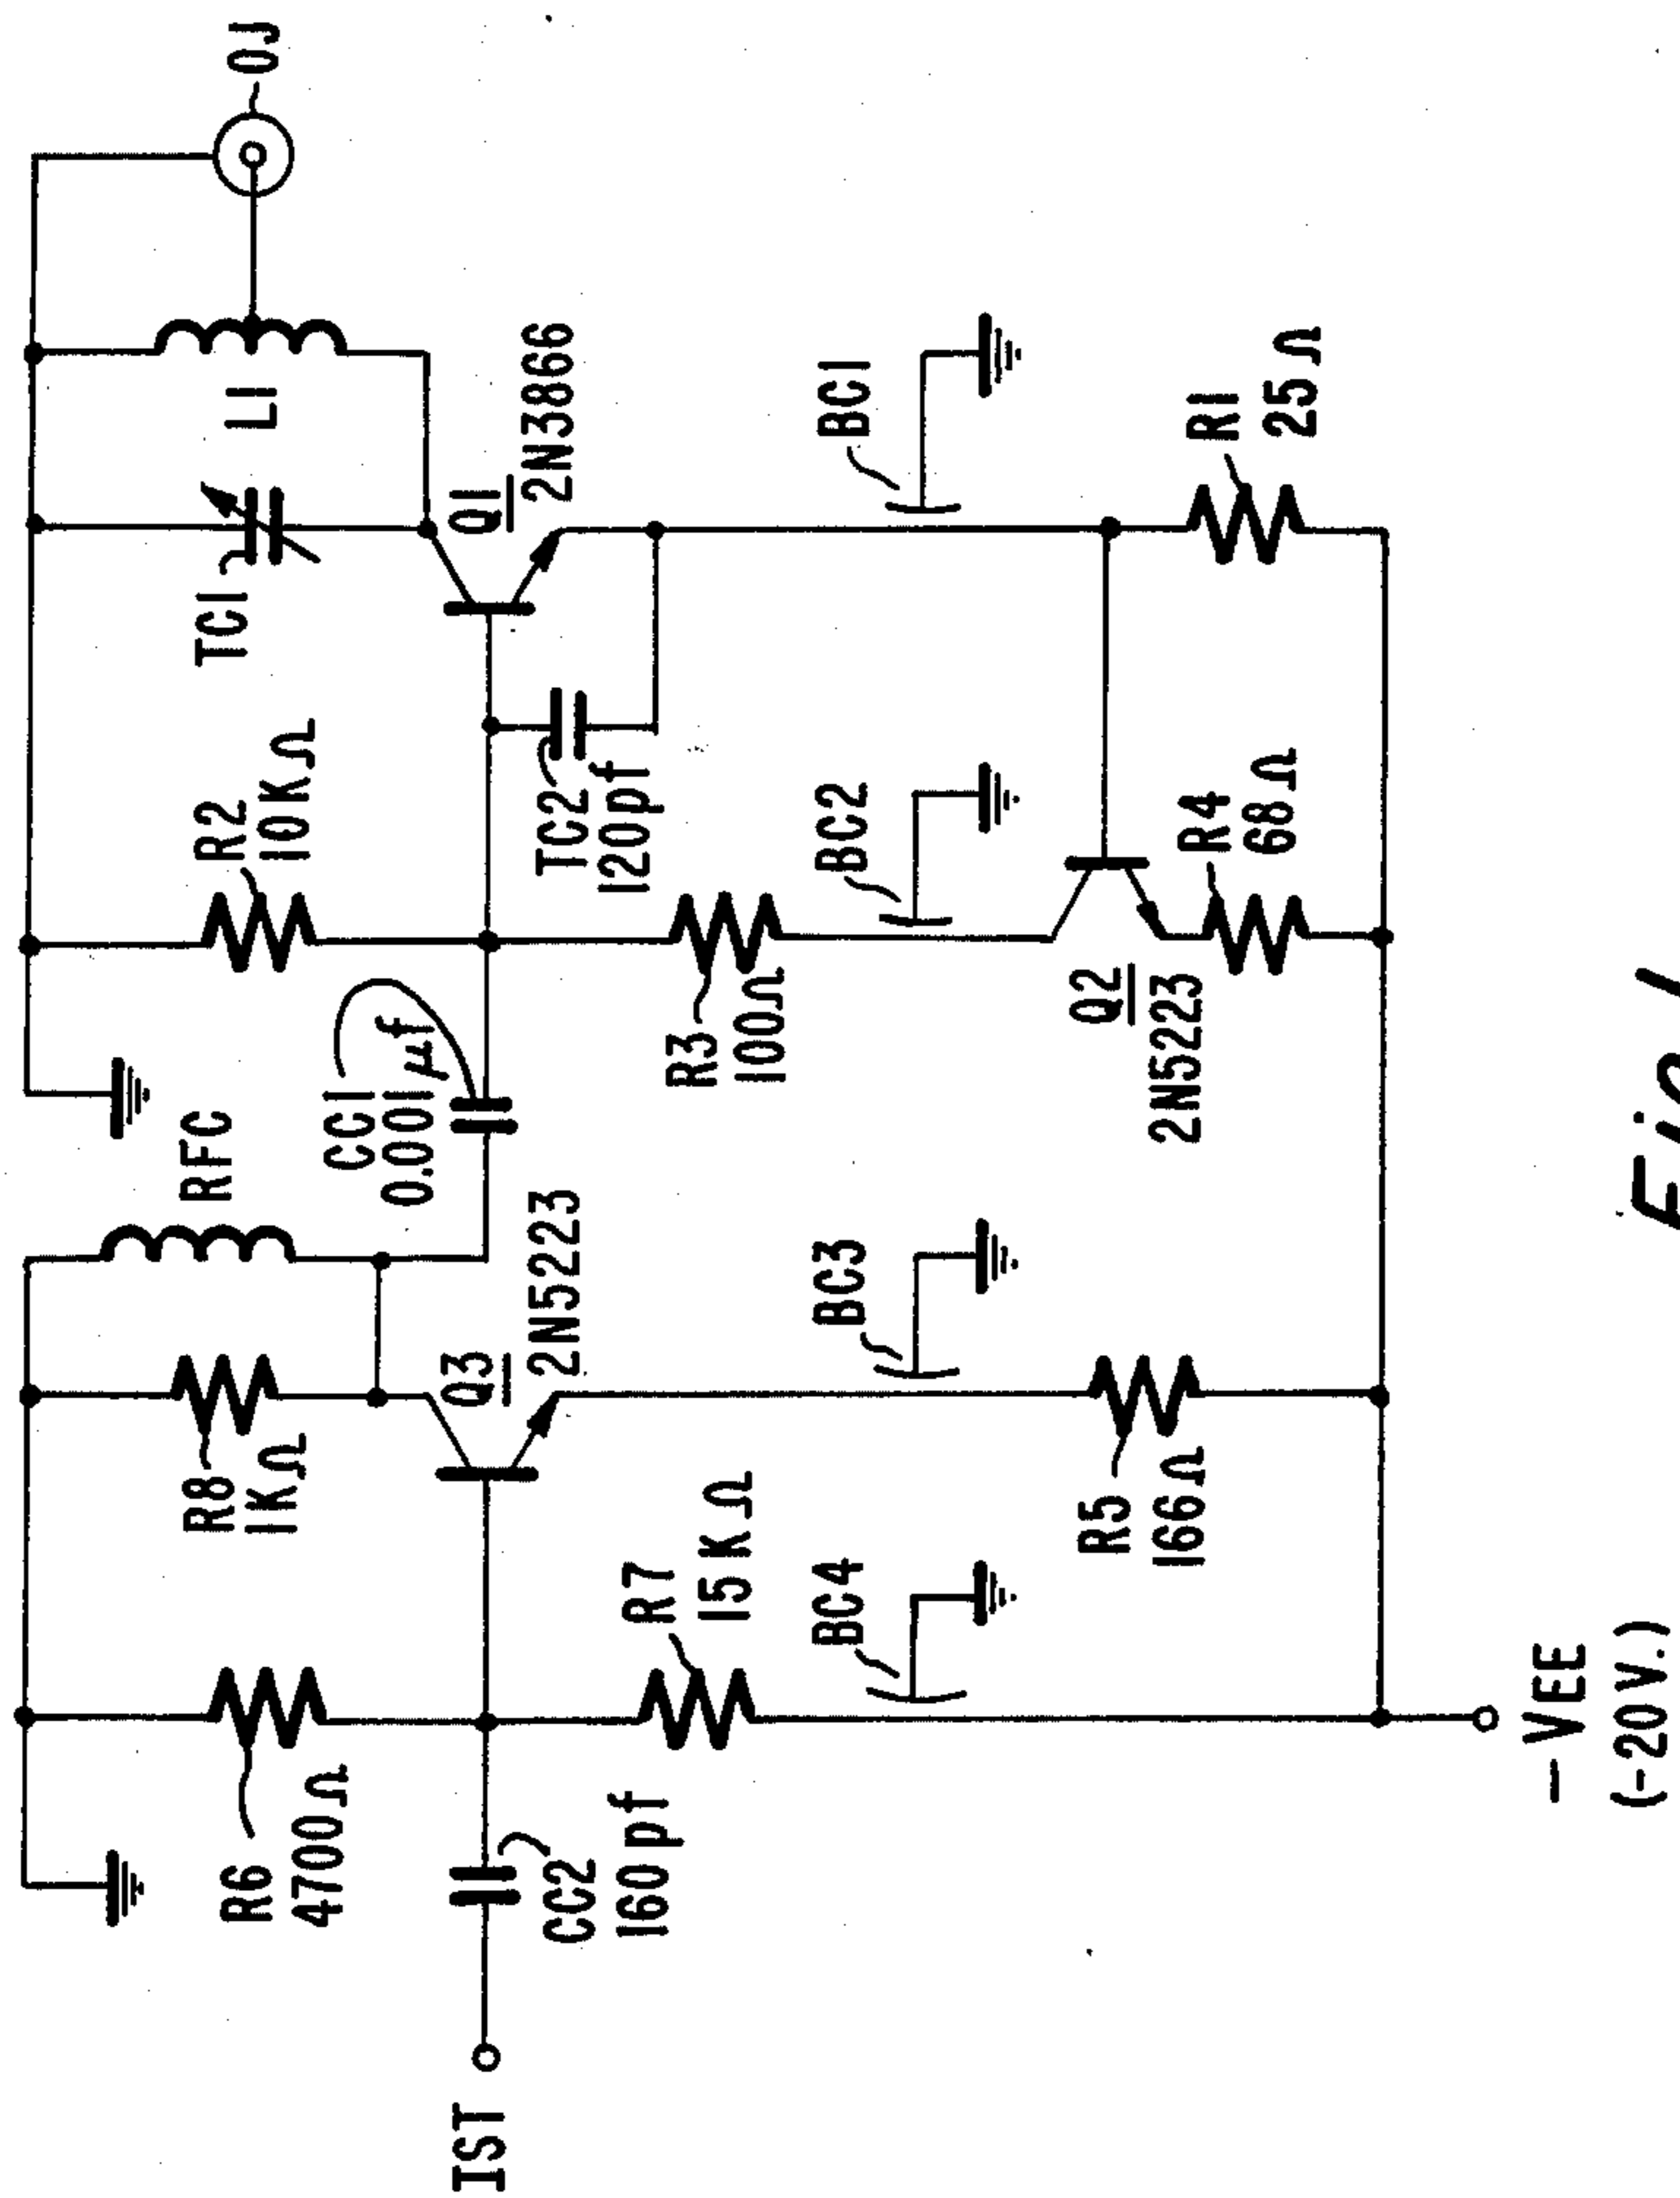 OJ
L1
TC1
R2
10KΩ
RFC
CC1
0.001μf
R8
1KΩ
R6
4700Ω
Q1
2N3866
TC2
120pf
Q3
2N5223
R3
100Ω
R7
15KΩ
CC2
160pf
IST
BC1
BC2
BC3
BC4
R1
25Ω
R4
68Ω
Q2
2N5223
R5
166Ω
-VEE
(-20V.)